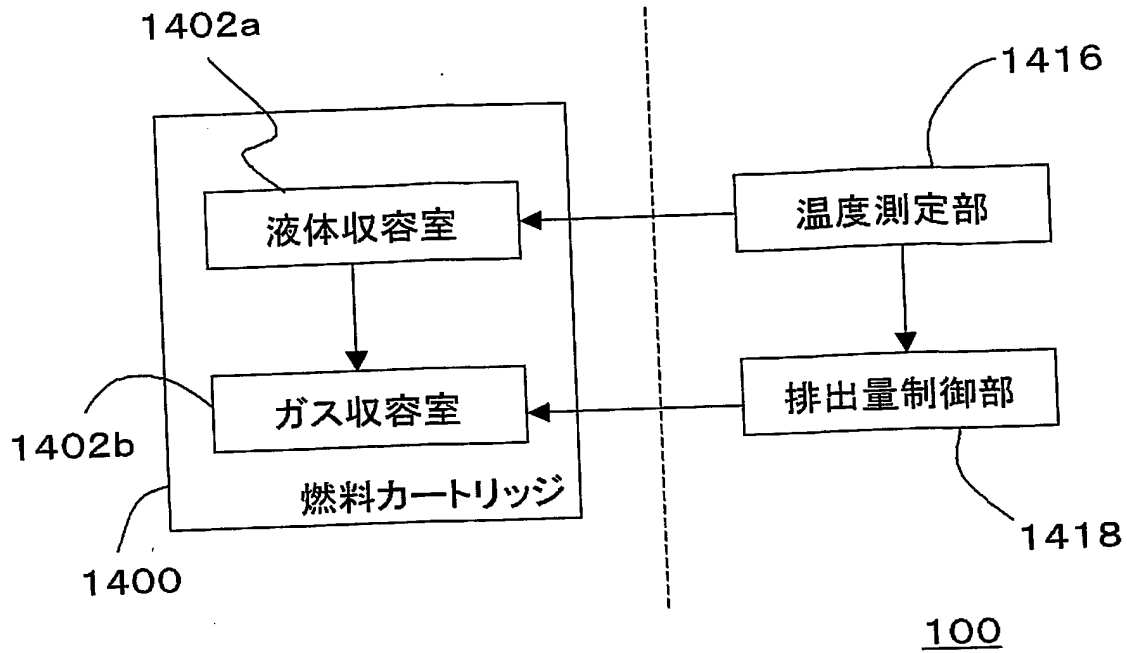 1402a
1416
液体収容室
温度測定部
ガス収容室
排出量制御部
1402b
燃料カートリッジ
1418
1400
100